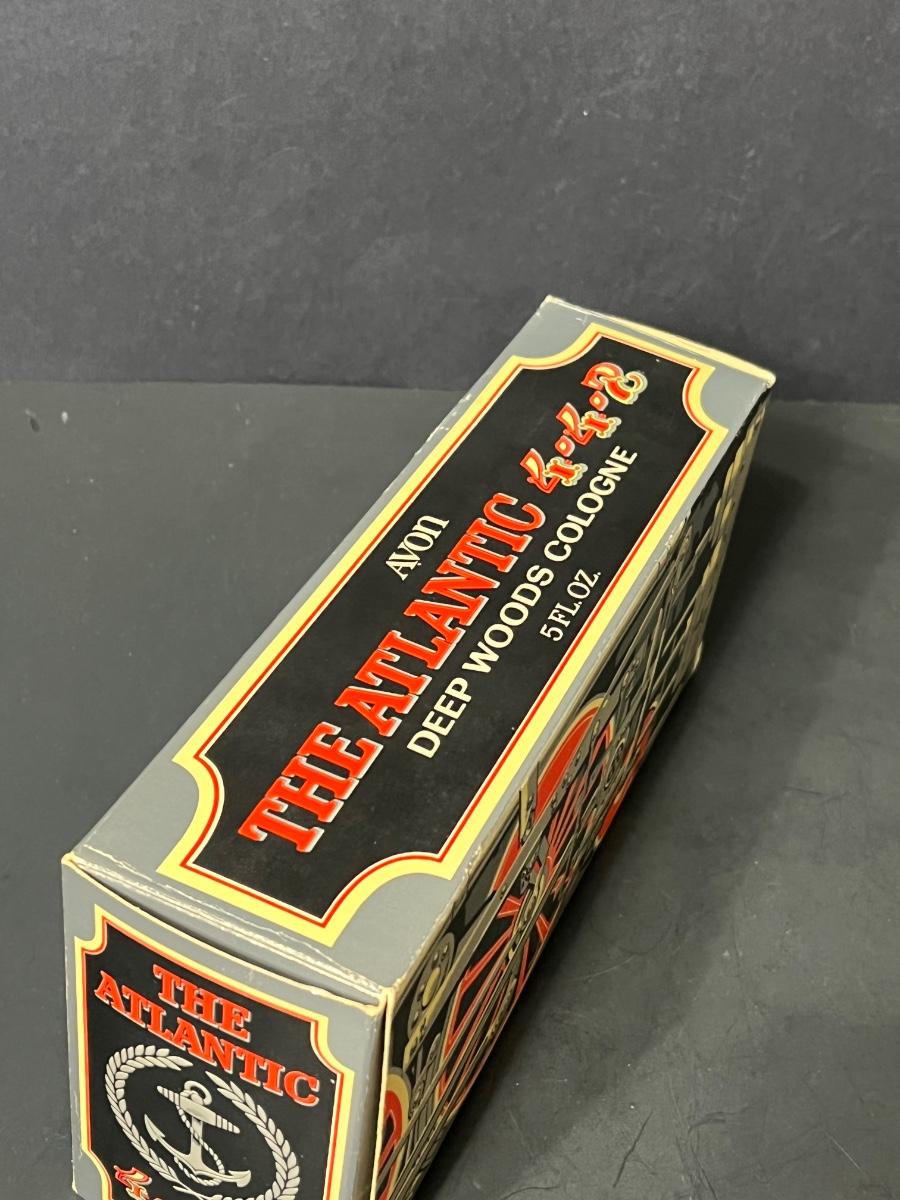 AVON
THE ATLANTIC 4·4·2
DEEP WOODS COLOGNE
5 FL. OZ.
THE
ATLANTIC